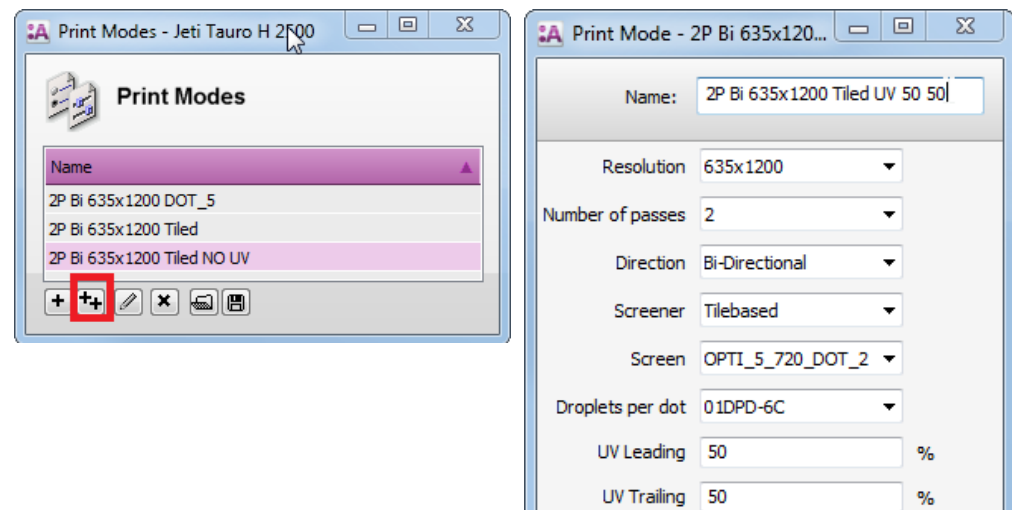 :A Print Modes - Jeti Tauro H 2500
Print Modes
Name
2P Bi 635x1200 DOT_5
2P Bi 635x1200 Tiled
2P Bi 635x1200 Tiled NO UV
:A Print Mode - 2P Bi 635x120...
Name: 2P Bi 635x1200 Tiled UV 50 50
Resolution 635x1200
Number of passes 2
Direction Bi-Directional
Screener Tilebased
Screen OPTI_5_720_DOT_2
Droplets per dot 01DPD-6C
UV Leading 50 %
UV Trailing 50 %